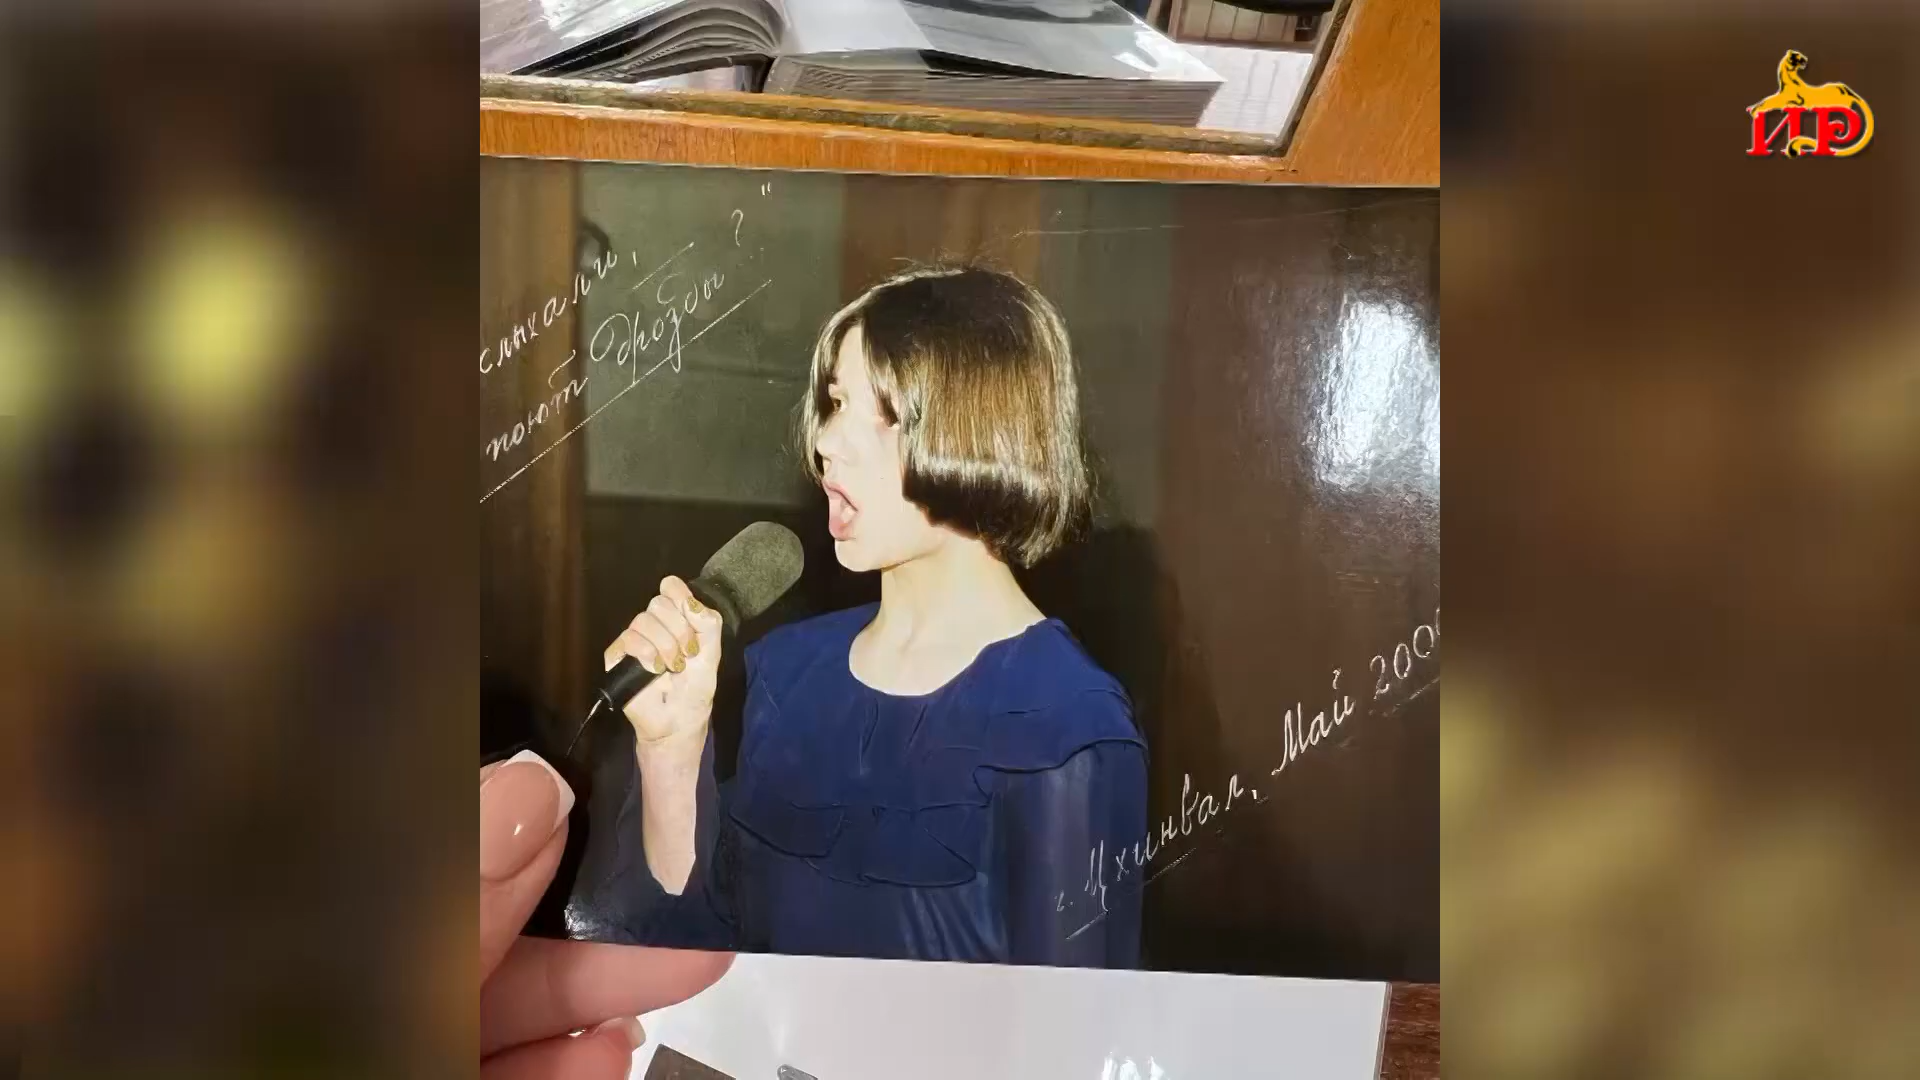 слыхали,
поют дрозды?"
г. Цхинвал, Май 200
ИР